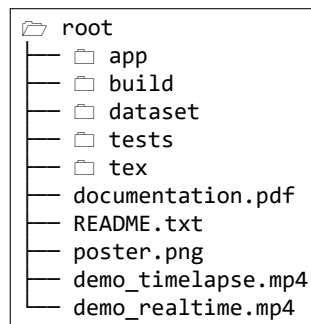 root
app
build
dataset
tests
tex
documentation.pdf
README.txt
poster.png
demo_timelapse.mp4
demo_realtime.mp4